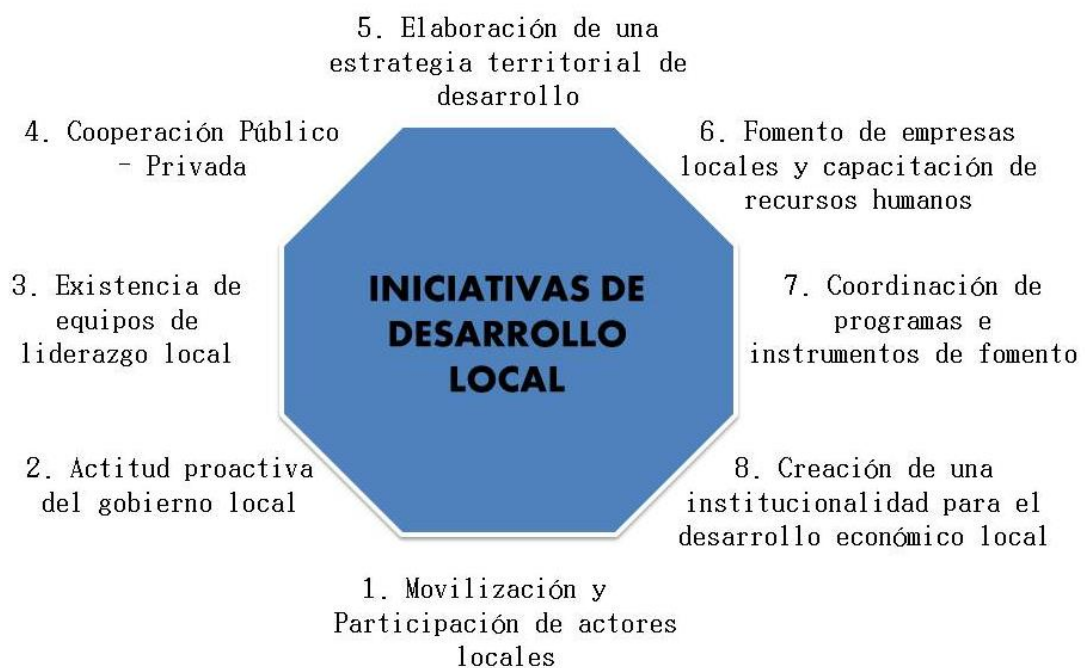 5. Elaboración de una
estrategia territorial de
desarrollo
4. Cooperación Público
- Privada
6. Fomento de empresas
locales y capacitación de
recursos humanos
3. Existencia de
equipos de
liderazgo local
INICIATIVAS DE
DESARROLLO
LOCAL
7. Coordinación de
programas e
instrumentos de fomento
2. Actitud proactiva
del gobierno local
8. Creación de una
institucionalidad para el
desarrollo económico local
1. Movilización y
Participación de actores
locales